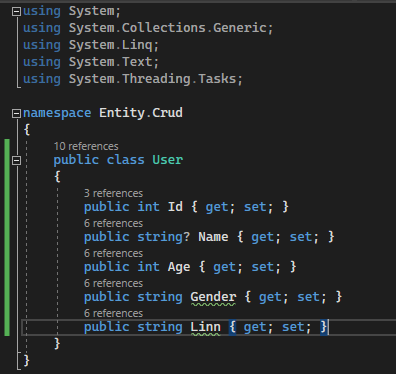 using System;
using System.Collections.Generic;
using System.Linq;
using System.Text;
using System.Threading.Tasks;
namespace Entity.Crud
{
10 references
public class User
{
3 references
public int Id { get; set; }
6 references
public string? Name { get; set; }
6 references
public int Age { get; set; }
6 references
public string Gender { get; set; }
6 references
public string Linn { get; set; }
}
}